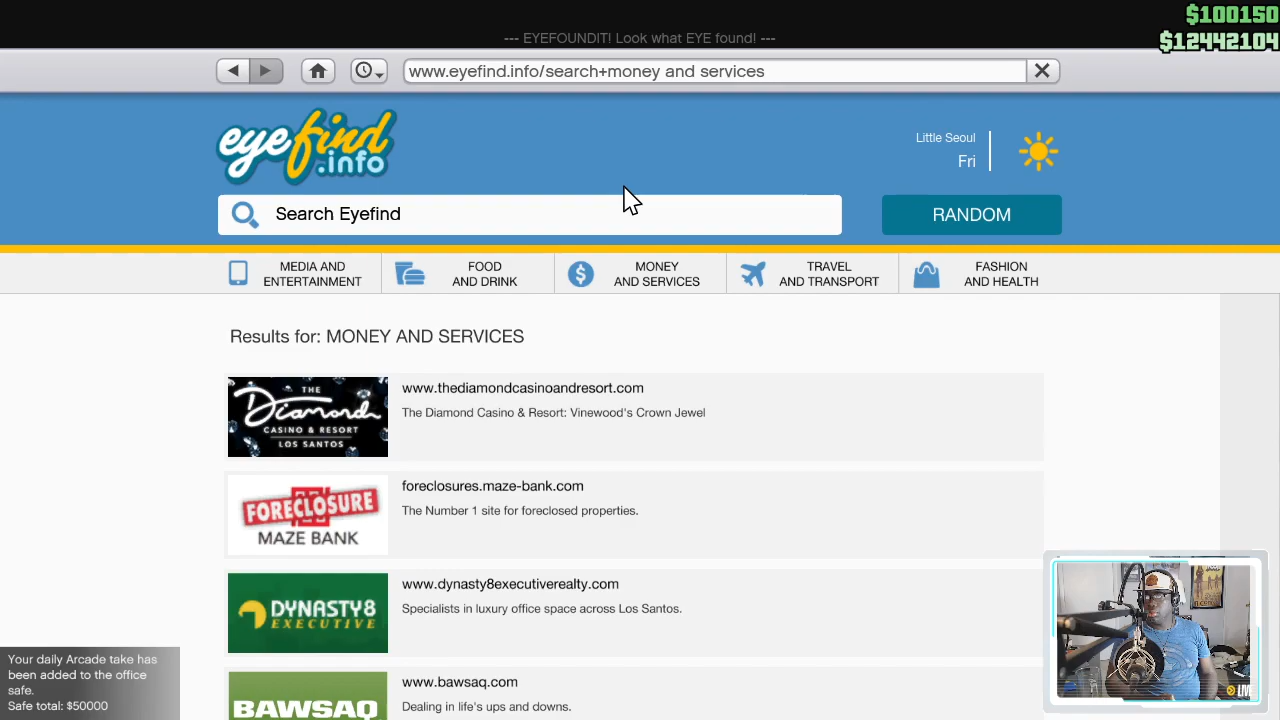 $100150
--- EYEFOUNDIT! Look what EYE found! ---
$12442104
www.eyefind.info/search+money and services
eyefind
.info
Little Seoul
Fri
Search Eyefind
RANDOM
MEDIA AND
ENTERTAINMENT
FOOD
AND DRINK
MONEY
AND SERVICES
TRAVEL
AND TRANSPORT
FASHION
AND HEALTH
Results for: MONEY AND SERVICES
THE
Diamond
CASINO & RESORT
LOS SANTOS
www.thediamondcasinoandresort.com
The Diamond Casino & Resort: Vinewood's Crown Jewel
FORECLOSURE
MAZE BANK
foreclosures.maze-bank.com
The Number 1 site for foreclosed properties.
DYNASTY8
EXECUTIVE
www.dynasty8executiverealty.com
Specialists in luxury office space across Los Santos.
BAWSAQ
www.bawsaq.com
Dealing in life's ups and downs.
Your daily Arcade take has
been added to the office
safe.
Safe total: $50000
LIVE